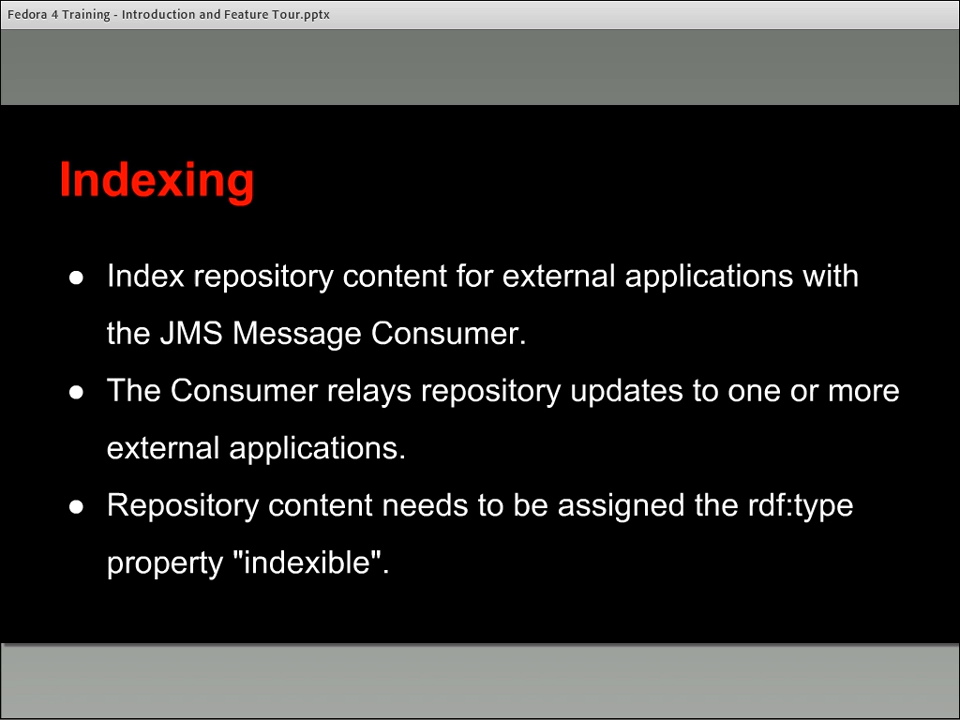 Fedora 4 Training - Introduction and Feature Tour.pptx
Indexing
● Index repository content for external applications with
the JMS Message Consumer.
● The Consumer relays repository updates to one or more
external applications.
● Repository content needs to be assigned the rdf:type
property "indexible".